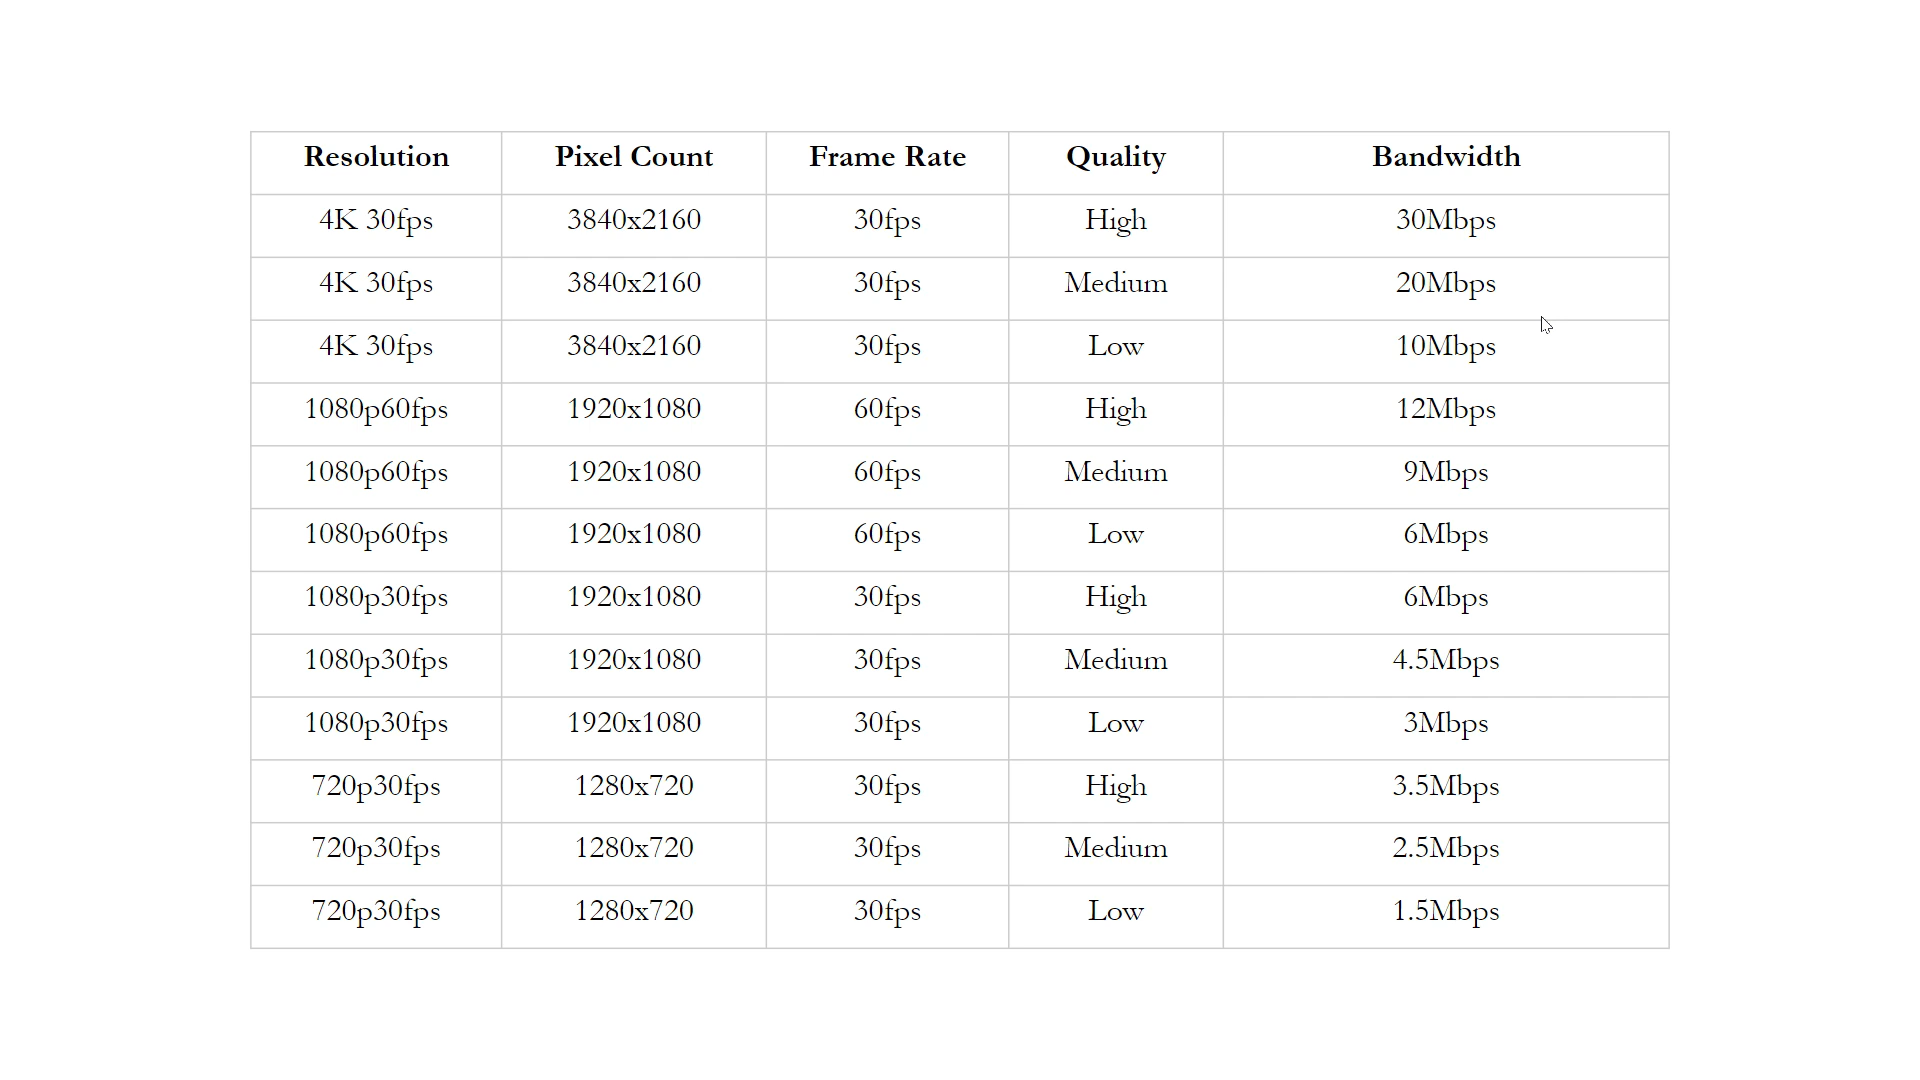 Resolution Pixel Count Frame Rate Quality Bandwidth
4K 30fps 3840x2160 30fps High 30Mbps
4K 30fps 3840x2160 30fps Medium 20Mbps
4K 30fps 3840x2160 30fps Low 10Mbps
1080p60fps 1920x1080 60fps High 12Mbps
1080p60fps 1920x1080 60fps Medium 9Mbps
1080p60fps 1920x1080 60fps Low 6Mbps
1080p30fps 1920x1080 30fps High 6Mbps
1080p30fps 1920x1080 30fps Medium 4.5Mbps
1080p30fps 1920x1080 30fps Low 3Mbps
720p30fps 1280x720 30fps High 3.5Mbps
720p30fps 1280x720 30fps Medium 2.5Mbps
720p30fps 1280x720 30fps Low 1.5Mbps